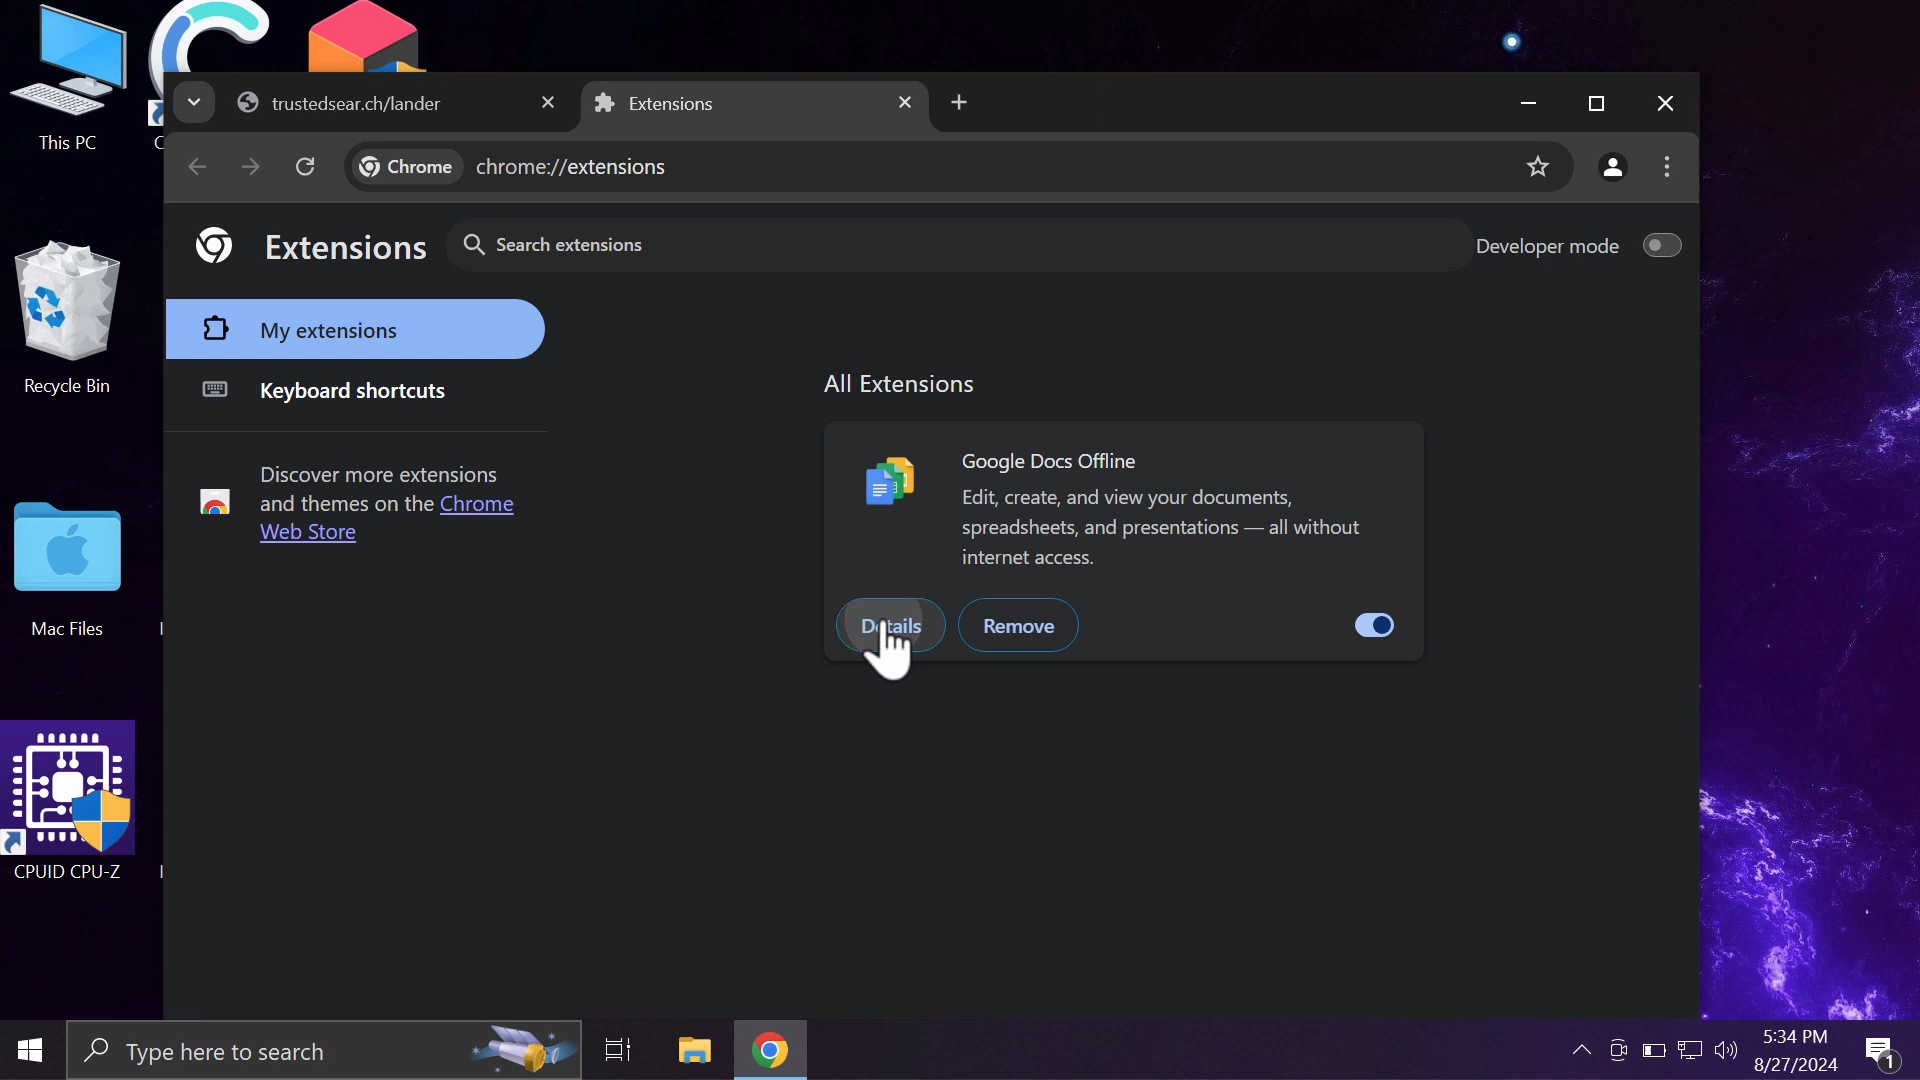 This PC
C
Recycle Bin
Mac Files
CPUID CPU-Z
trustedsear.ch/lander
Extensions
Chrome
chrome://extensions
Extensions
Search extensions
Developer mode
My extensions
Keyboard shortcuts
Discover more extensions
and themes on the Chrome
Web Store
All Extensions
Google Docs Offline
Edit, create, and view your documents,
spreadsheets, and presentations — all without
internet access.
Details
Remove
Type here to search
5:34 PM
8/27/2024
1